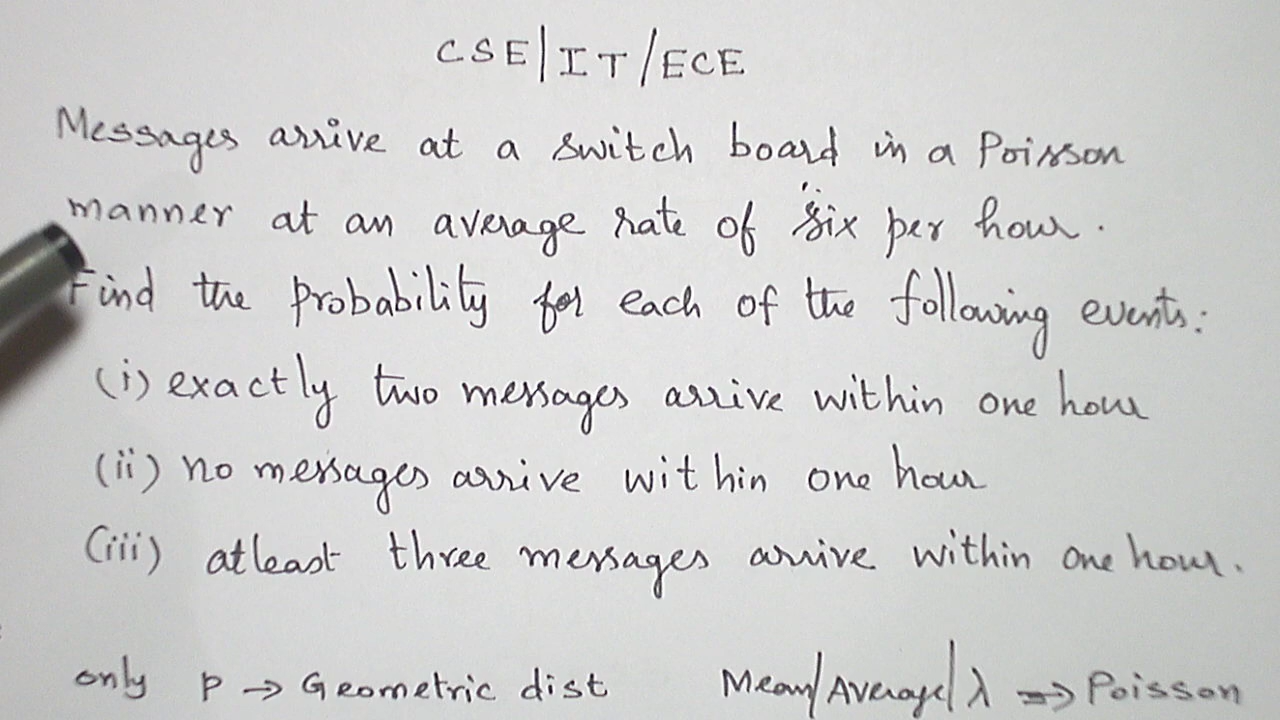 CSE|IT/ECE
Messages arrive at a switch board in a Poisson
manner at an average rate of six per hour.
Find the probability for each of the following events:
(i) exactly two messages arrive within one hour
(ii) no messages arrive within one hour
(iii) atleast three messages arrive within one hour.
only p → Geometric dist Mean/Average/λ ⇒ Poisson